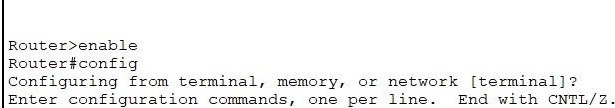 Router>enable
Router#config
Configuring from terminal, memory, or network [terminal]?
Enter configuration commands, one per line.  End with CNTL/Z.